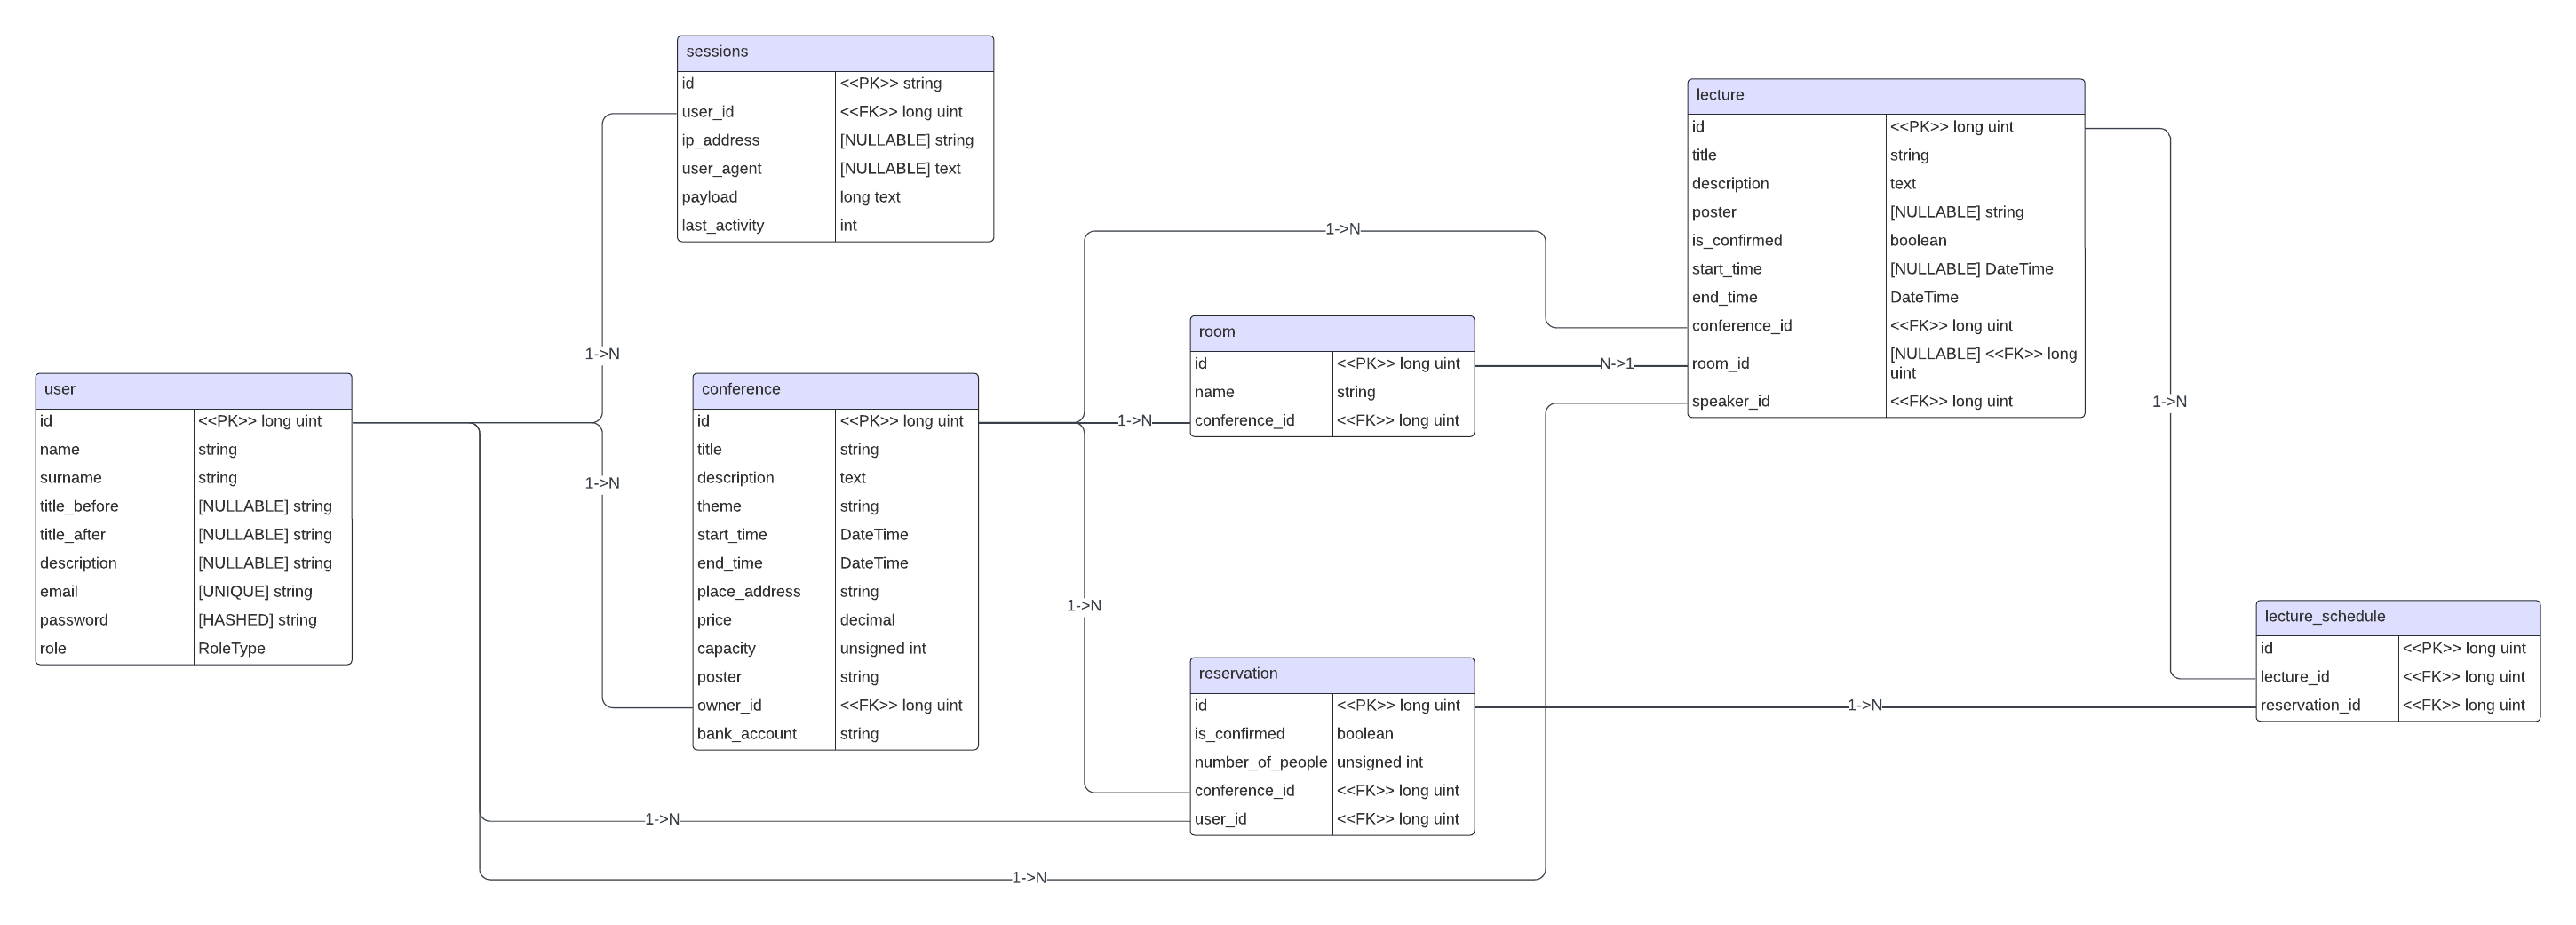 sessions
id <<PK>> string
user_id <<FK>> long uint
ip_address [NULLABLE] string
user_agent [NULLABLE] text
payload long text
last_activity int
lecture
id <<PK>> long uint
title string
description text
poster [NULLABLE] string
is_confirmed boolean
start_time [NULLABLE] DateTime
end_time DateTime
conference_id <<FK>> long uint
room_id [NULLABLE] <<FK>> long
uint
speaker_id <<FK>> long uint
1->N
room
id <<PK>> long uint
name string
conference_id <<FK>> long uint
N->1
1->N
1->N
user
id <<PK>> long uint
name string
surname string
title_before [NULLABLE] string
title_after [NULLABLE] string
description [NULLABLE] string
email [UNIQUE] string
password [HASHED] string
role RoleType
1->N
conference
id <<PK>> long uint
title string
description text
theme string
start_time DateTime
end_time DateTime
place_address string
price decimal
capacity unsigned int
poster string
owner_id <<FK>> long uint
bank_account string
1->N
1->N
reservation
id <<PK>> long uint
is_confirmed boolean
number_of_people unsigned int
conference_id <<FK>> long uint
user_id <<FK>> long uint
lecture_schedule
id <<PK>> long uint
lecture_id <<FK>> long uint
reservation_id <<FK>> long uint
1->N
1->N
1->N